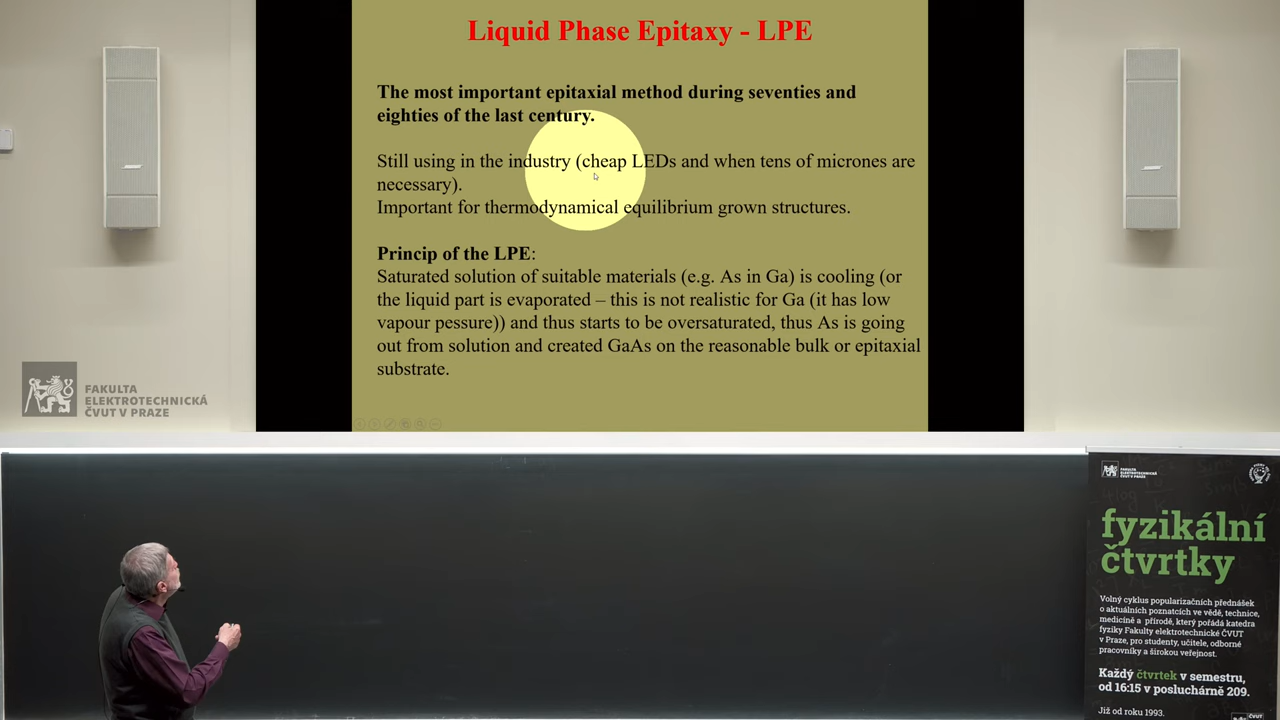 Liquid Phase Epitaxy - LPE
The most important epitaxial method during seventies and
eighties of the last century.
Still using in the industry (cheap LEDs and when tens of micrones are
necessary).
Important for thermodynamical equilibrium grown structures.
Princip of the LPE:
Saturated solution of suitable materials (e.g. As in Ga) is cooling (or
the liquid part is evaporated – this is not realistic for Ga (it has low
vapour pessure)) and thus starts to be oversaturated, thus As is going
out from solution and created GaAs on the reasonable bulk or epitaxial
substrate.
FAKULTA
ELEKTROTECHNICKÁ
ČVUT V PRAZE
FAKULTA
ELEKTROTECHNICKÁ
ČVUT V PRAZE
fyzikální
čtvrtky
Volný cyklus popularizačních přednášek
o aktuálních poznatcích ve vědě, technice,
medicíně a přírodě, který pořádá katedra
fyziky Fakulty elektrotechnické ČVUT
v Praze, pro studenty, učitele, odborné
pracovníky a širokou veřejnost.
Každý čtvrtek v semestru,
od 16:15 v posluchárně 209.
Již od roku 1993.